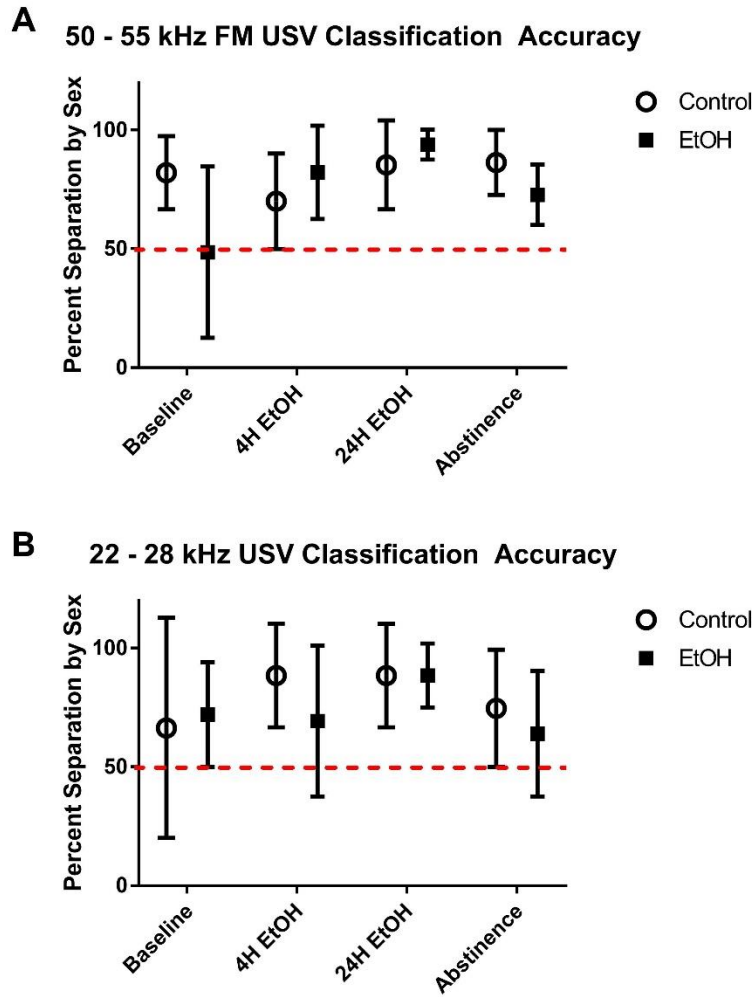 A
50 - 55 kHz FM USV Classification Accuracy
Percent Separation by Sex
100
50
0
Baseline
4H EtOH
24H EtOH
Abstinence
Control
EtOH
B
22 - 28 kHz USV Classification Accuracy
Percent Separation by Sex
100
50
0
Baseline
4H EtOH
24H EtOH
Abstinence
Control
EtOH